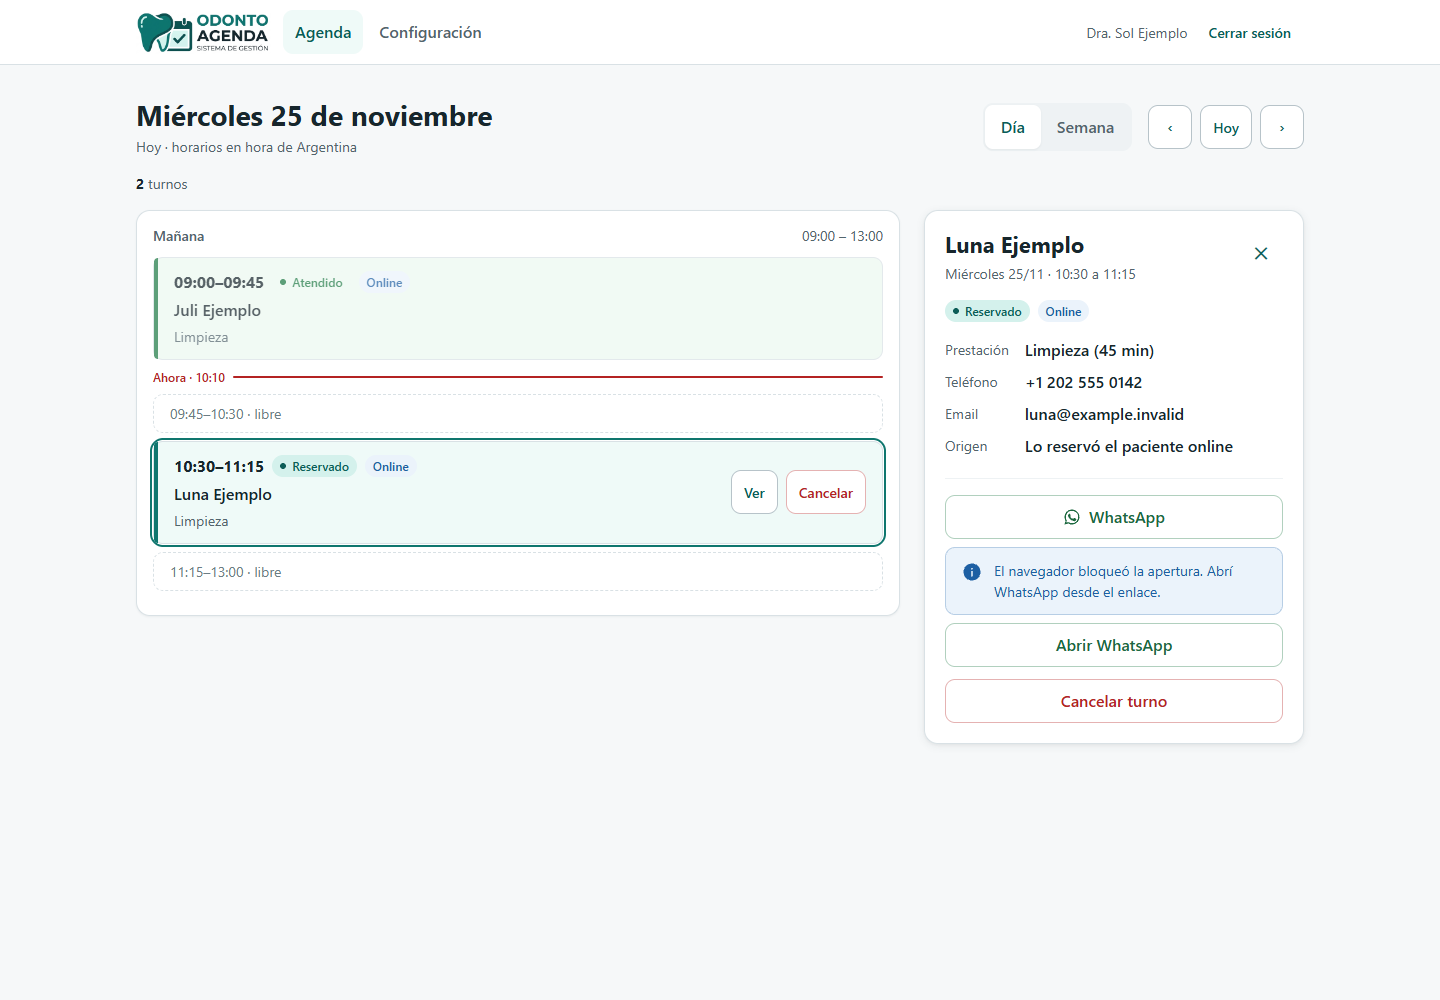 ODONTO
AGENDA
SISTEMA DE GESTIÓN
Agenda
Configuración
Dra. Sol Ejemplo
Cerrar sesión
Miércoles 25 de noviembre
Hoy · horarios en hora de Argentina
Día
Semana
‹
Hoy
›
2 turnos
Mañana
09:00 – 13:00
09:00–09:45
Atendido
Online
Juli Ejemplo
Limpieza
Ahora · 10:10
09:45–10:30 · libre
10:30–11:15
Reservado
Online
Luna Ejemplo
Limpieza
Ver
Cancelar
11:15–13:00 · libre
Luna Ejemplo
Miércoles 25/11 · 10:30 a 11:15
Reservado
Online
Prestación Limpieza (45 min)
Teléfono +1 202 555 0142
Email luna@example.invalid
Origen Lo reservó el paciente online
WhatsApp
El navegador bloqueó la apertura. Abrí
WhatsApp desde el enlace.
Abrir WhatsApp
Cancelar turno